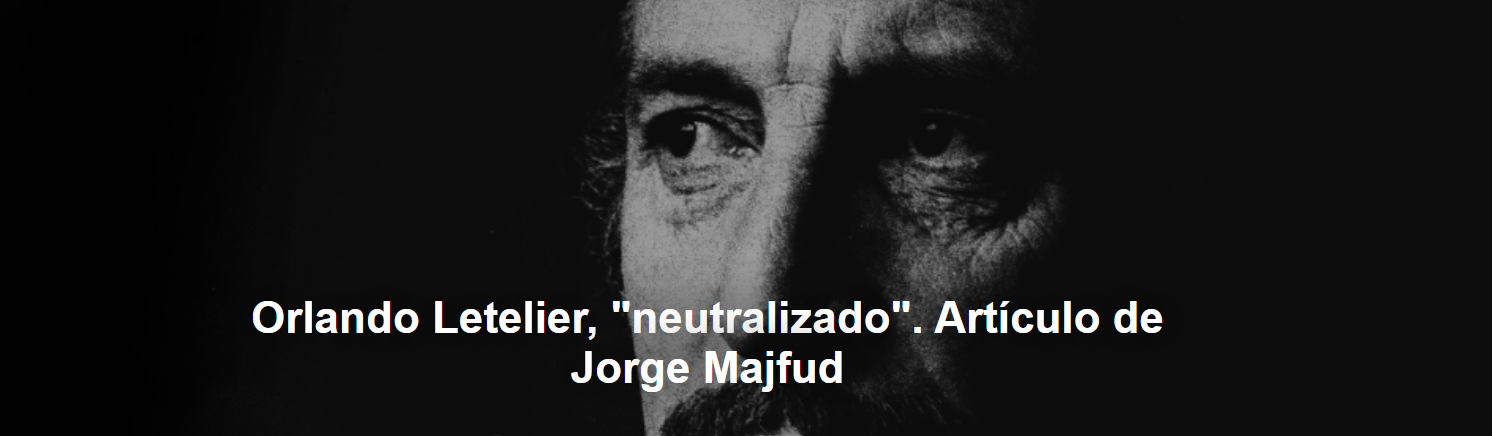 Orlando Letelier, "neutralizado". Artículo de
Jorge Majfud